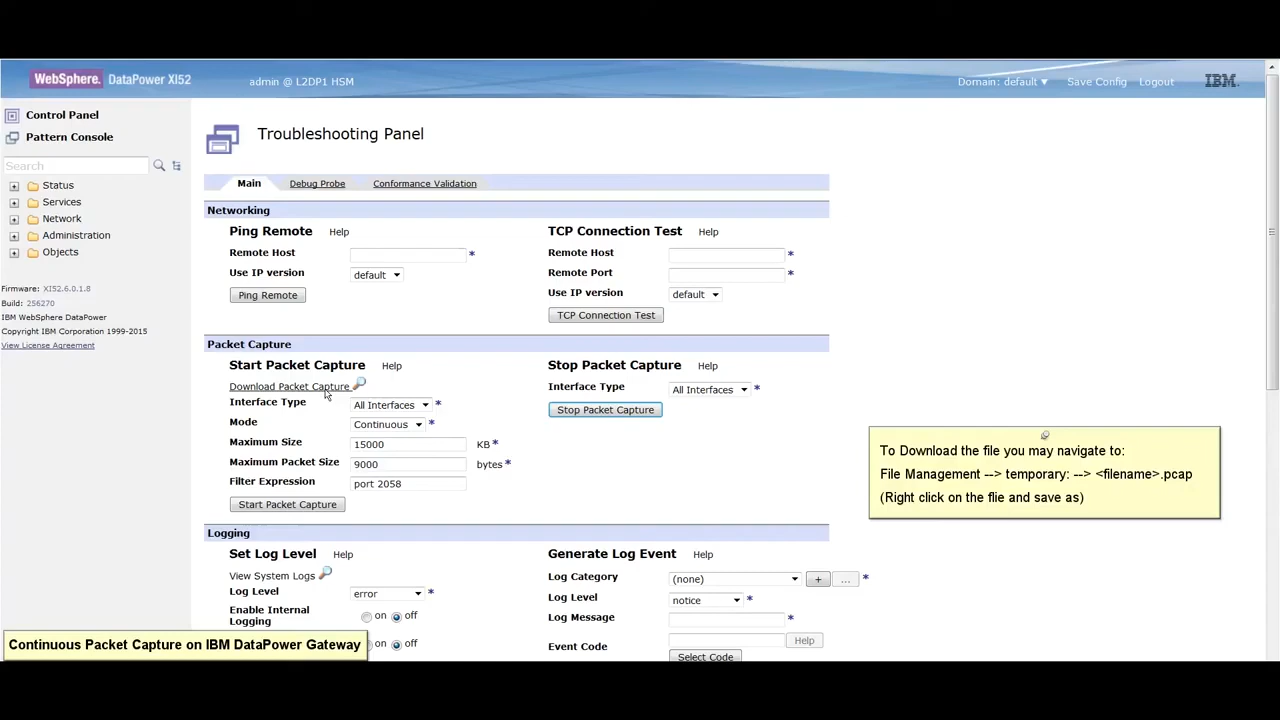 WebSphere. DataPower XI52
admin @ L2DP1 HSM
Domain: default ▾ Save Config Logout IBM.
Control Panel
Pattern Console
Search
Status
Services
Network
Administration
Objects
Firmware: XI52.6.0.1.8
Build: 256270
IBM WebSphere DataPower
Copyright IBM Corporation 1999-2015
View License Agreement
Troubleshooting Panel
Main Debug Probe Conformance Validation
Networking
Ping Remote Help
Remote Host *
Use IP version default
Ping Remote
TCP Connection Test Help
Remote Host *
Remote Port *
Use IP version default
TCP Connection Test
Packet Capture
Start Packet Capture Help
Download Packet Capture
Interface Type All Interfaces *
Mode Continuous *
Maximum Size 15000 KB *
Maximum Packet Size 9000 bytes *
Filter Expression port 2058
Start Packet Capture
Stop Packet Capture Help
Interface Type All Interfaces *
Stop Packet Capture
To Download the file you may navigate to:
File Management --> temporary: --> <filename>.pcap
(Right click on the flie and save as)
Logging
Set Log Level Help
View System Logs
Log Level error *
Enable Internal
Logging on off
on off
Generate Log Event Help
Log Category (none) + ... *
Log Level notice *
Log Message *
Event Code Help
Select Code
Continuous Packet Capture on IBM DataPower Gateway